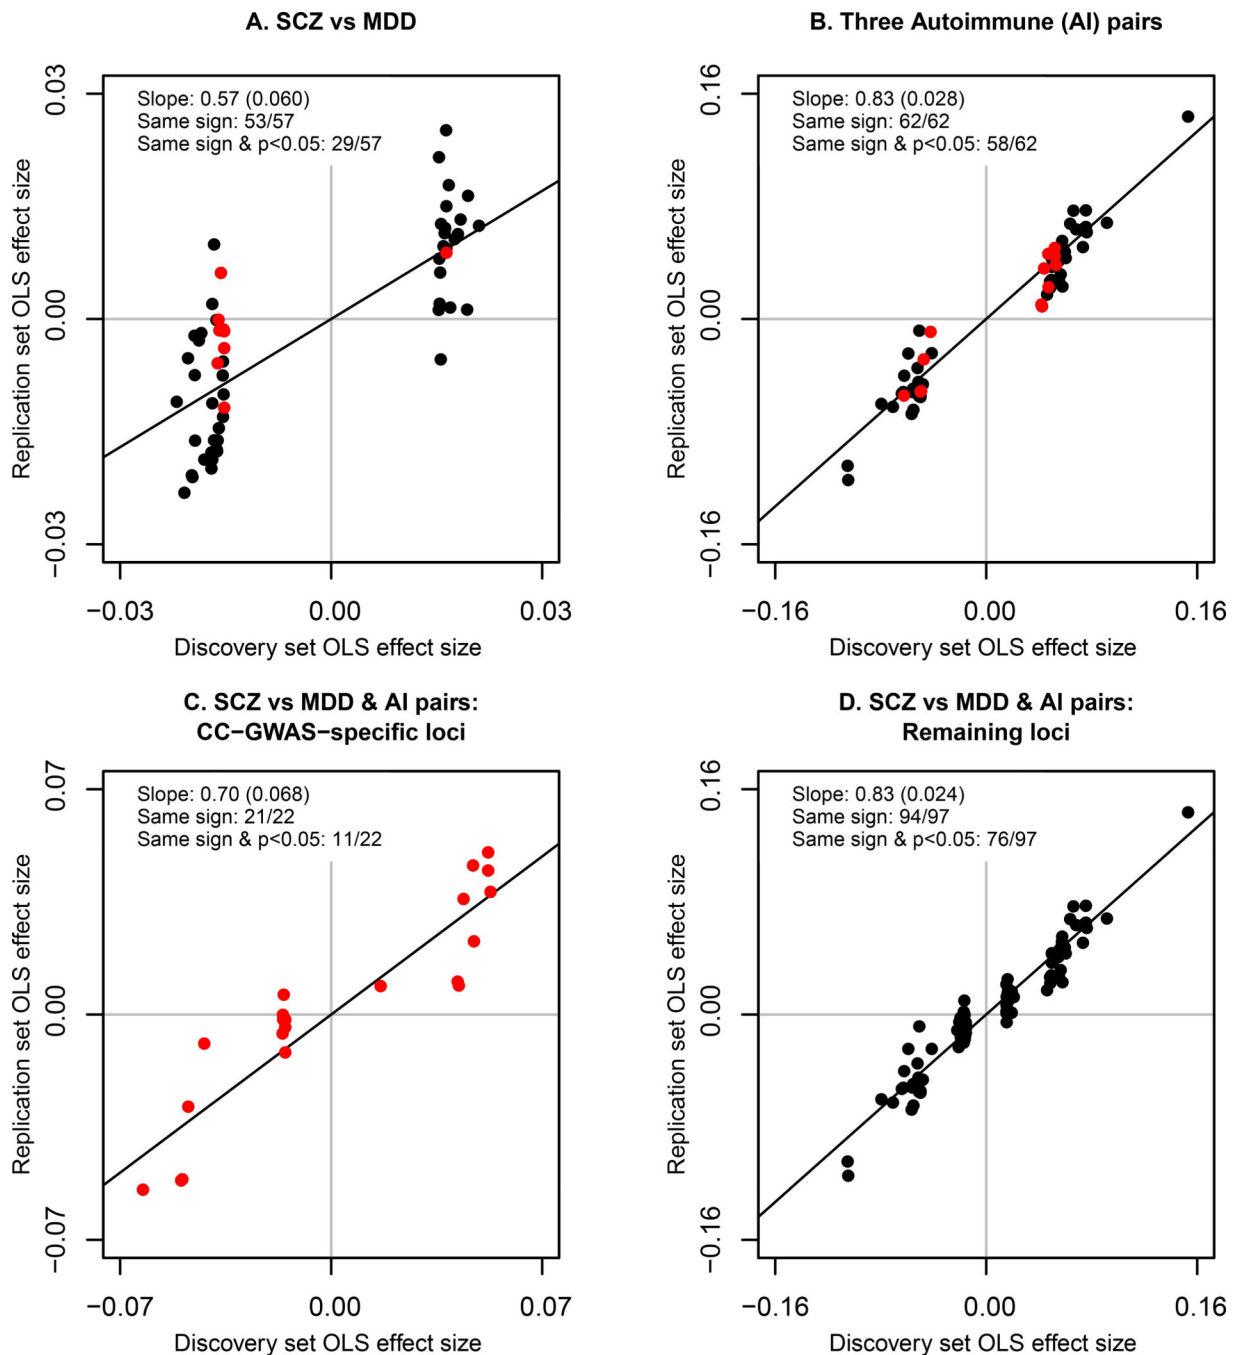 A. SCZ vs MDD
Slope: 0.57 (0.060)
Same sign: 53/57
Same sign & p<0.05: 29/57
0.03
0.00
−0.03
Replication set OLS effect size
−0.03
0.00
0.03
Discovery set OLS effect size
B. Three Autoimmune (AI) pairs
Slope: 0.83 (0.028)
Same sign: 62/62
Same sign & p<0.05: 58/62
0.16
0.00
−0.16
Replication set OLS effect size
−0.16
0.00
0.16
Discovery set OLS effect size
C. SCZ vs MDD & AI pairs:
CC−GWAS−specific loci
Slope: 0.70 (0.068)
Same sign: 21/22
Same sign & p<0.05: 11/22
0.07
0.00
−0.07
Replication set OLS effect size
−0.07
0.00
0.07
Discovery set OLS effect size
D. SCZ vs MDD & AI pairs:
Remaining loci
Slope: 0.83 (0.024)
Same sign: 94/97
Same sign & p<0.05: 76/97
0.16
0.00
−0.16
Replication set OLS effect size
−0.16
0.00
0.16
Discovery set OLS effect size